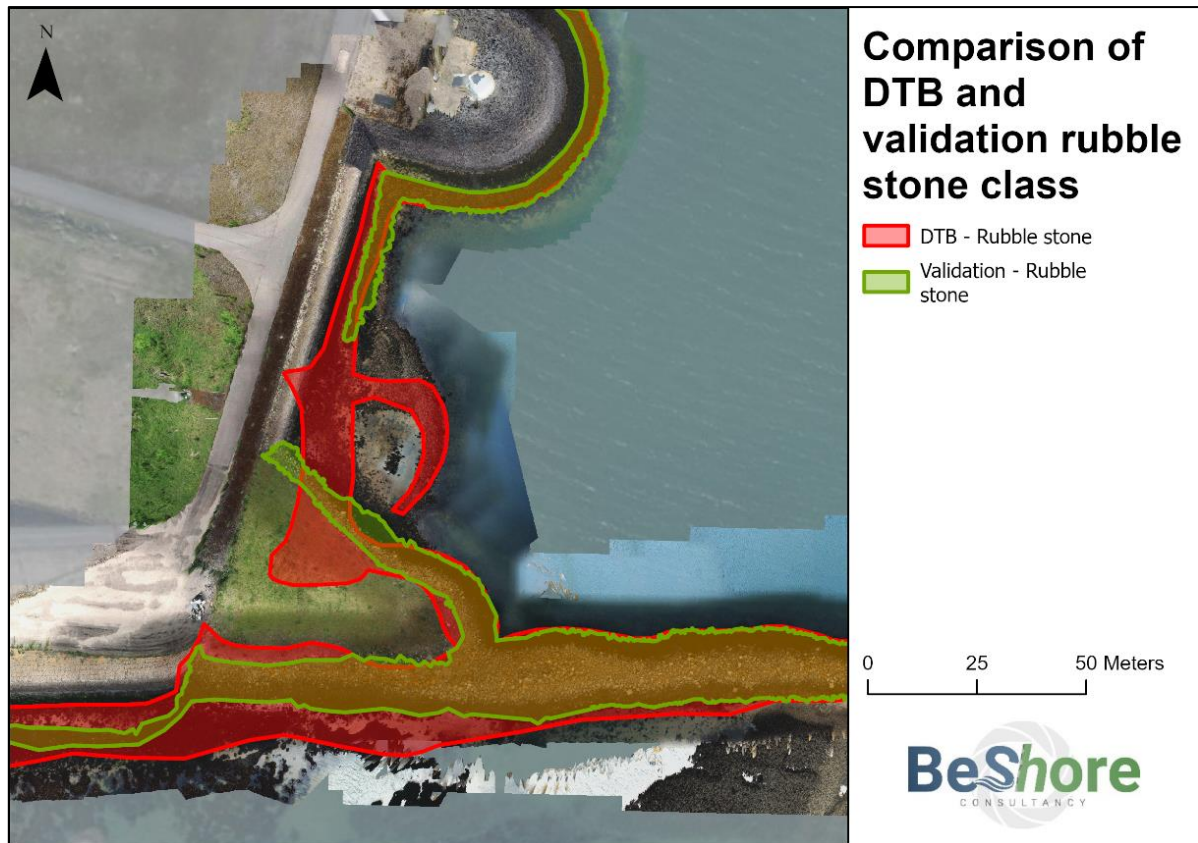 N
Comparison of
DTB and
validation rubble
stone class
DTB - Rubble stone
Validation - Rubble
stone
0 25 50 Meters
BeShore
CONSULTANCY